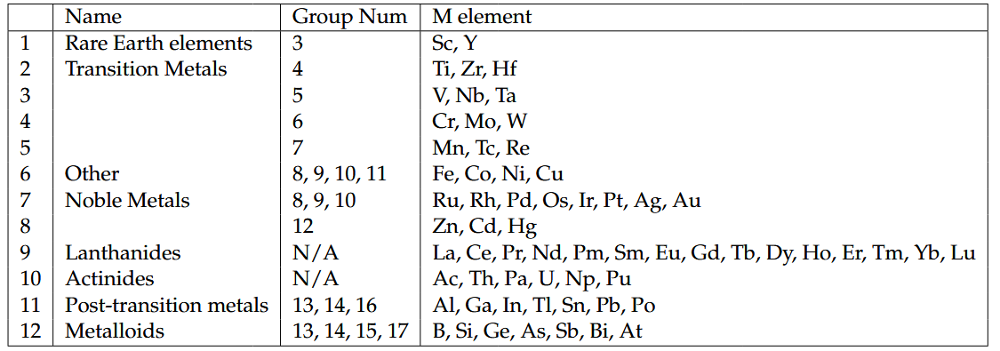 Name Group Num M element
1 Rare Earth elements 3 Sc, Y
2 Transition Metals 4 Ti, Zr, Hf
3 5 V, Nb, Ta
4 6 Cr, Mo, W
5 7 Mn, Tc, Re
6 Other 8, 9, 10, 11 Fe, Co, Ni, Cu
7 Noble Metals 8, 9, 10 Ru, Rh, Pd, Os, Ir, Pt, Ag, Au
8 12 Zn, Cd, Hg
9 Lanthanides N/A La, Ce, Pr, Nd, Pm, Sm, Eu, Gd, Tb, Dy, Ho, Er, Tm, Yb, Lu
10 Actinides N/A Ac, Th, Pa, U, Np, Pu
11 Post-transition metals 13, 14, 16 Al, Ga, In, Tl, Sn, Pb, Po
12 Metalloids 13, 14, 15, 17 B, Si, Ge, As, Sb, Bi, At